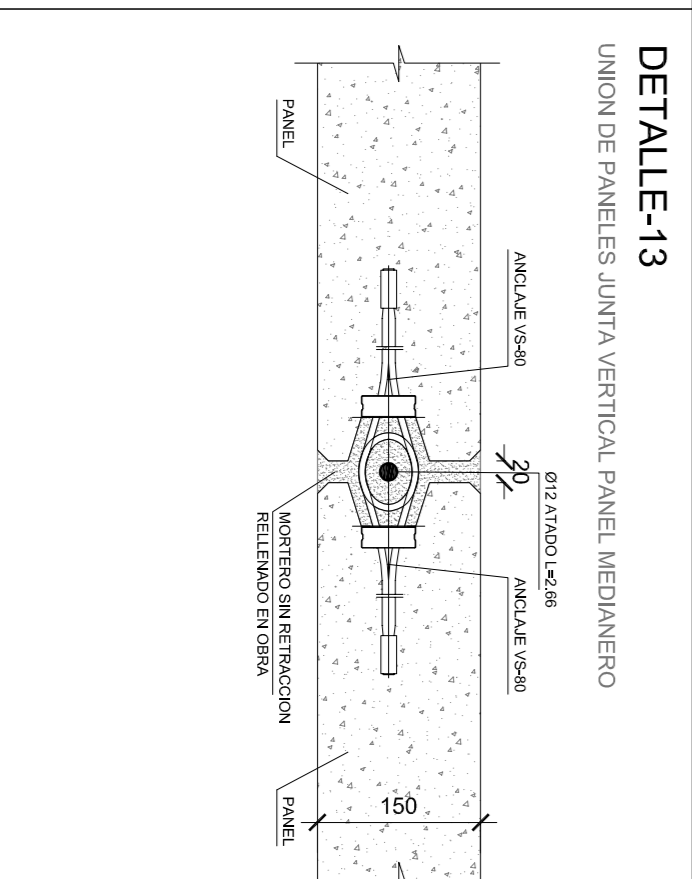 DETALLE-13
UNION DE PANELES JUNTA VERTICAL PANEL MEDIANERO
ANCLAJE VS-80
20
Ø12 ATADO L=2.66
ANCLAJE VS-80
PANEL
MORTERO SIN RETRACCION
RELLENADO EN OBRA
150
PANEL